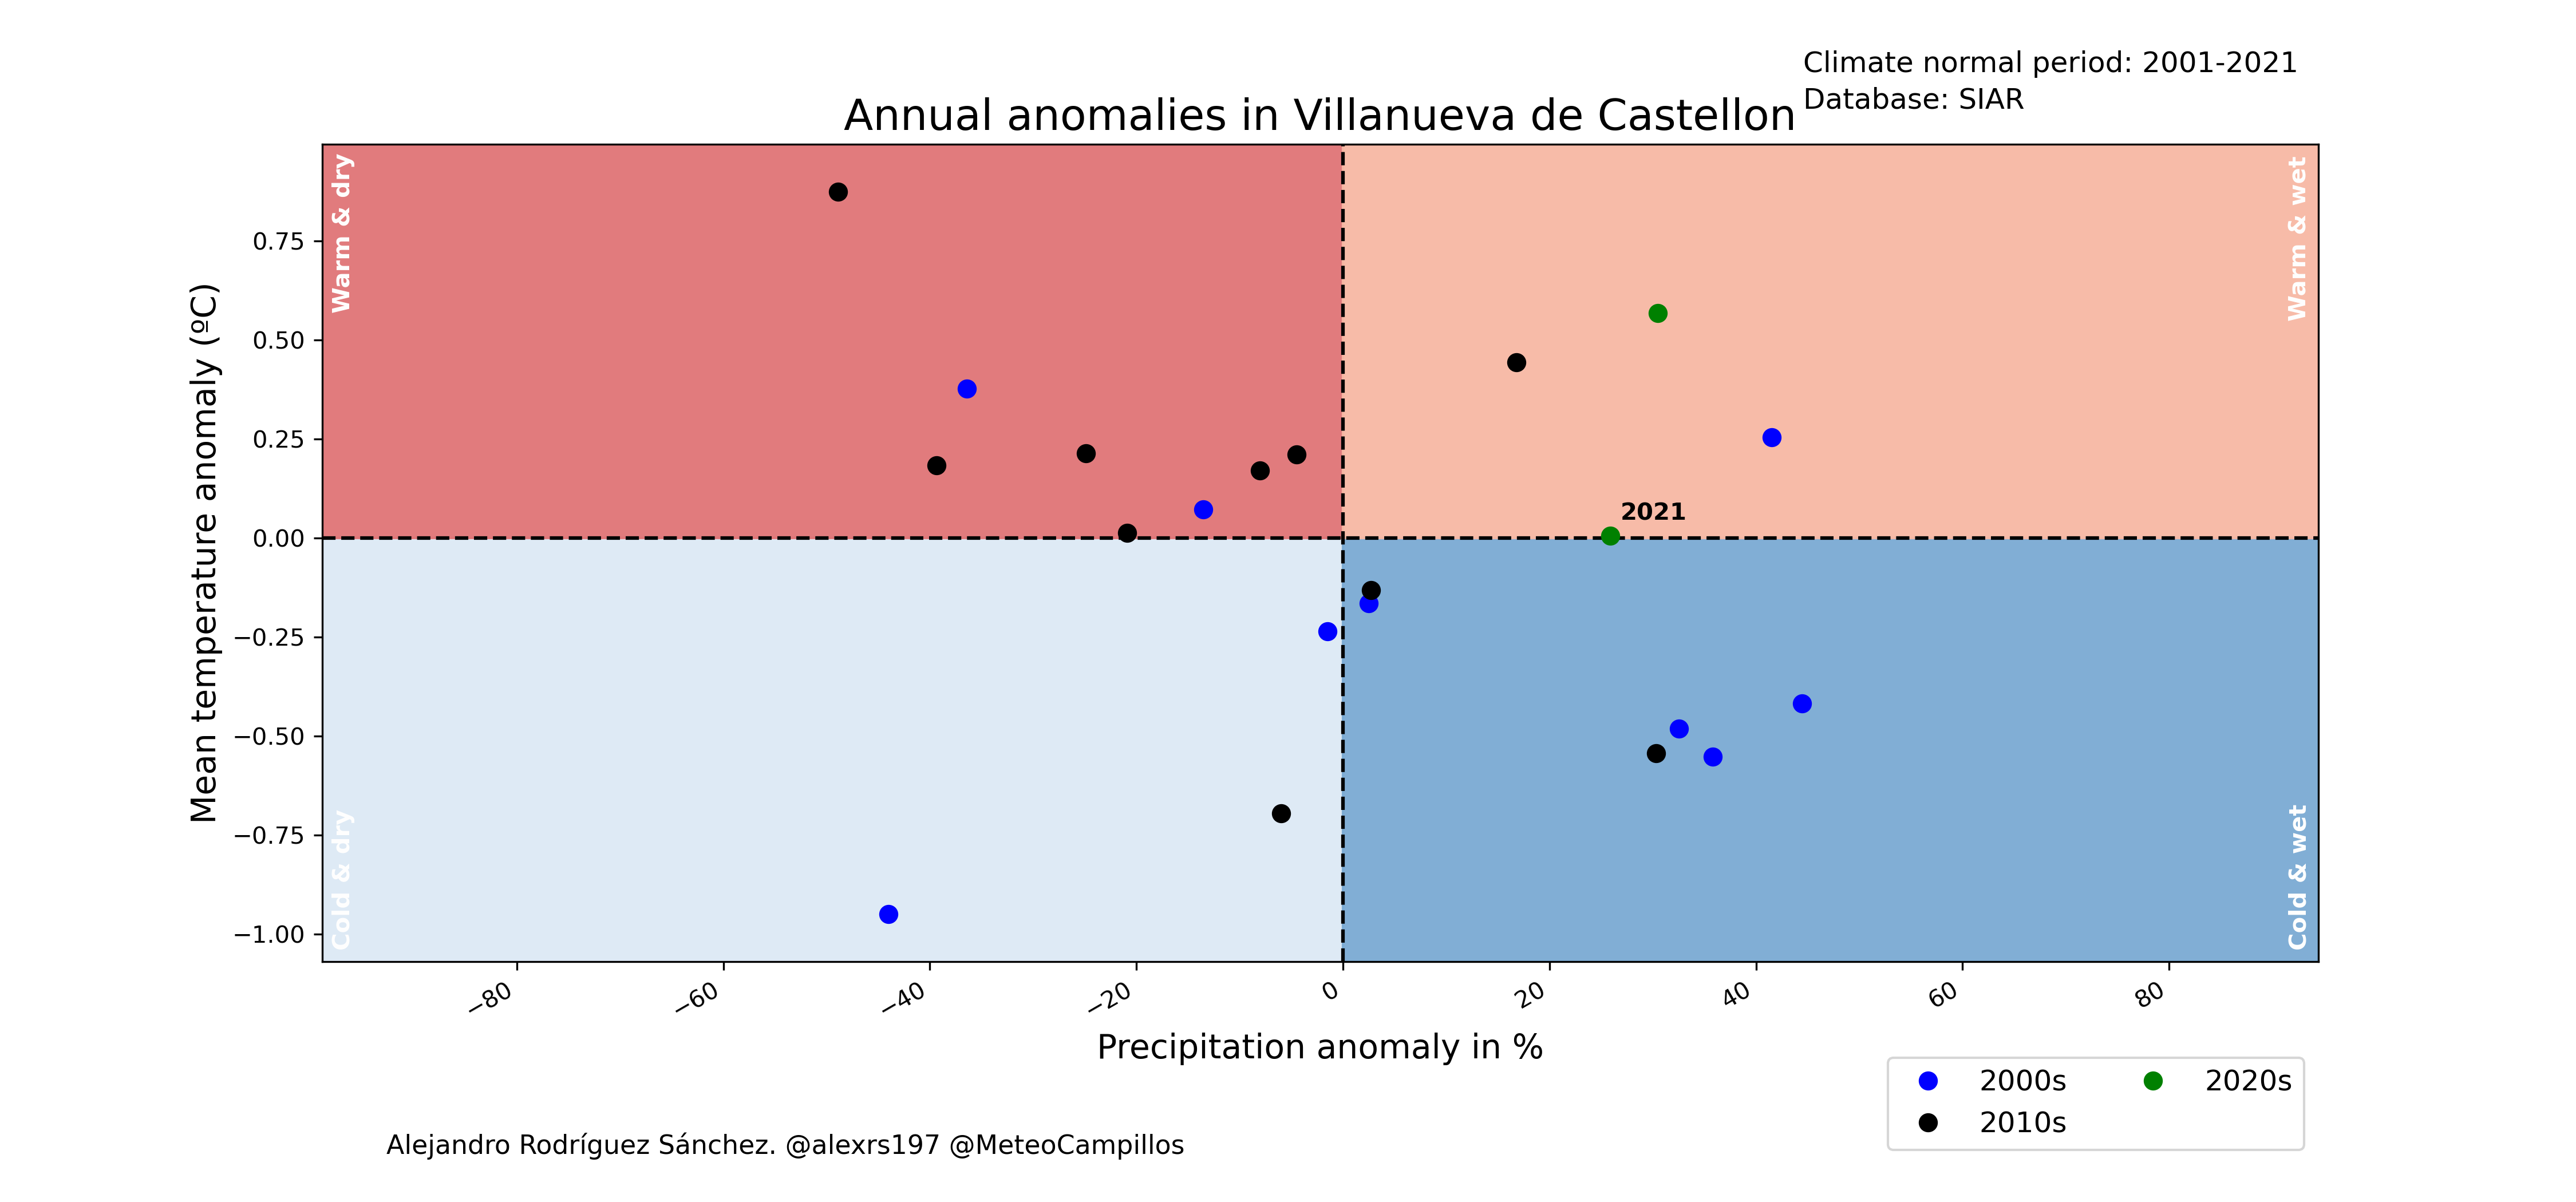 Climate normal period: 2001-2021
Database: SIAR
Annual anomalies in Villanueva de Castellon
Warm & dry
Warm & wet
Mean temperature anomaly (ºC)
0.75
0.50
0.25
0.00
−0.25
−0.50
−0.75
−1.00
2021
Cold & dry
Cold & wet
−80
−60
−40
−20
0
20
40
60
80
Precipitation anomaly in %
2000s
2010s
2020s
Alejandro Rodríguez Sánchez. @alexrs197 @MeteoCampillos